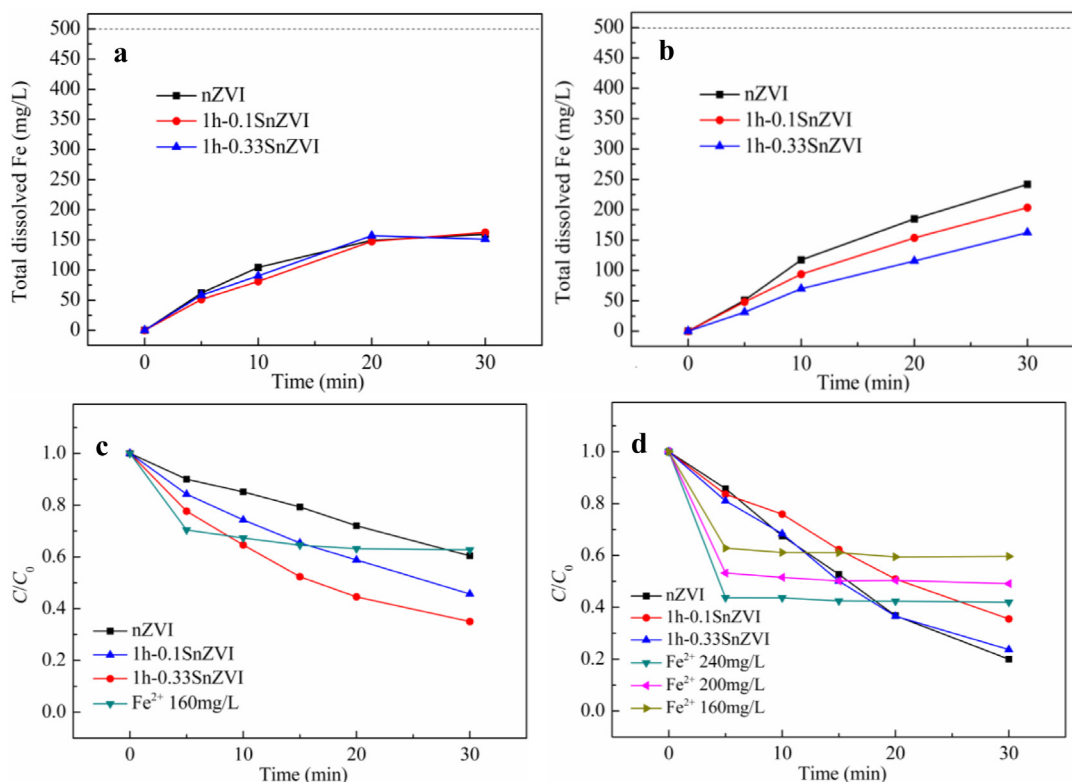 a
Total dissolved Fe (mg/L)
500
450
400
350
300
250
200
150
100
50
0
nZVI
1h-0.1SnZVI
1h-0.33SnZVI
0 10 20 30
Time (min)
b
Total dissolved Fe (mg/L)
500
450
400
350
300
250
200
150
100
50
0
nZVI
1h-0.1SnZVI
1h-0.33SnZVI
0 10 20 30
Time (min)
c
C/C₀
1.0
0.8
0.6
0.4
0.2
0.0
nZVI
1h-0.1SnZVI
1h-0.33SnZVI
Fe²⁺ 160mg/L
0 10 20 30
Time (min)
d
C/C₀
1.0
0.8
0.6
0.4
0.2
0.0
nZVI
1h-0.1SnZVI
1h-0.33SnZVI
Fe²⁺ 240mg/L
Fe²⁺ 200mg/L
Fe²⁺ 160mg/L
0 10 20 30
Time (min)